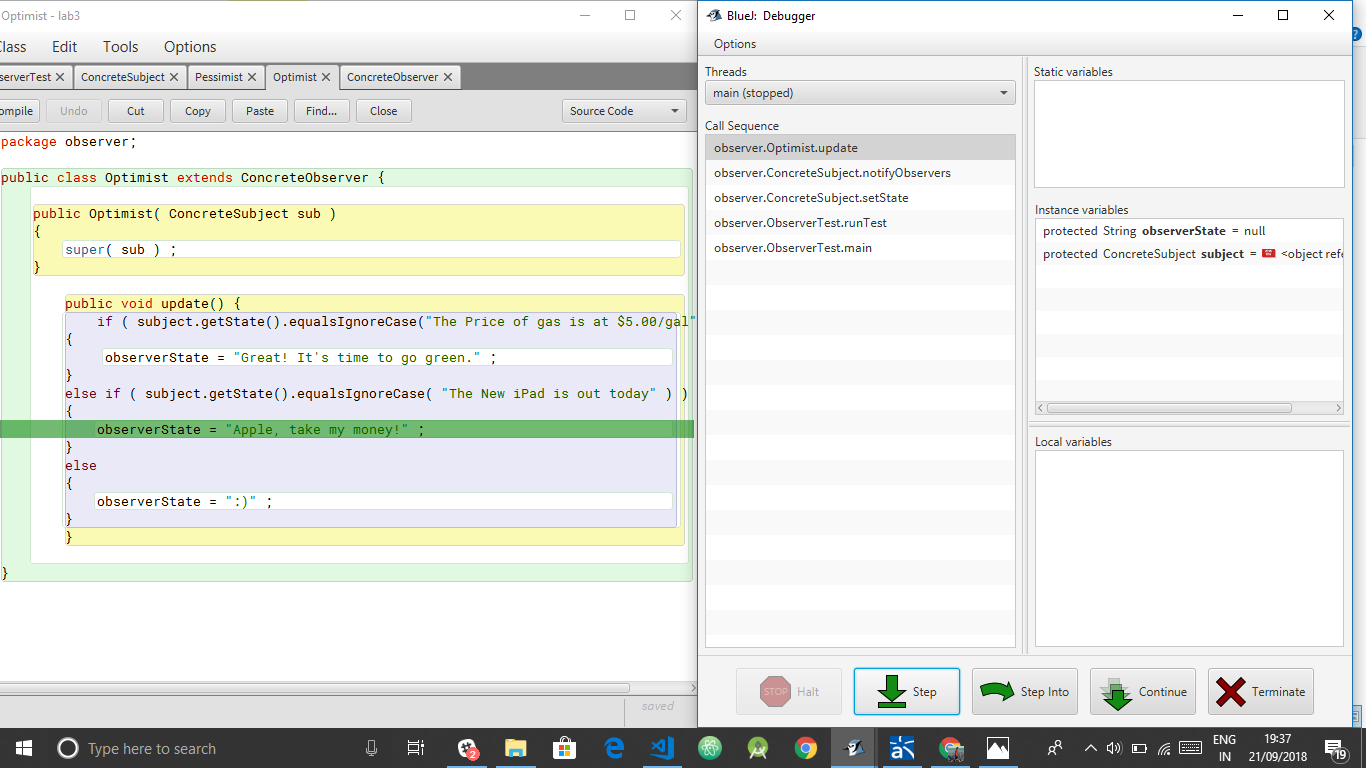 Optimist - lab3
Class Edit Tools Options
serverTest ConcreteSubject Pessimist Optimist ConcreteObserver
ompile Undo Cut Copy Paste Find... Close Source Code
package observer;
public class Optimist extends ConcreteObserver {
public Optimist( ConcreteSubject sub )
{
super( sub ) ;
}
public void update() {
if ( subject.getState().equalsIgnoreCase("The Price of gas is at $5.00/gal"
{
observerState = "Great! It's time to go green." ;
}
else if ( subject.getState().equalsIgnoreCase( "The New iPad is out today" ) )
{
observerState = "Apple, take my money!" ;
}
else
{
observerState = ":)" ;
}
}
}
saved
BlueJ: Debugger
Options
Threads
main (stopped)
Call Sequence
observer.Optimist.update
observer.ConcreteSubject.notifyObservers
observer.ConcreteSubject.setState
observer.ObserverTest.runTest
observer.ObserverTest.main
Static variables
Instance variables
protected String observerState = null
protected ConcreteSubject subject = <object refe
Local variables
STOP Halt Step Step Into Continue Terminate
Type here to search
2
ENG
IN
19:37
21/09/2018
19